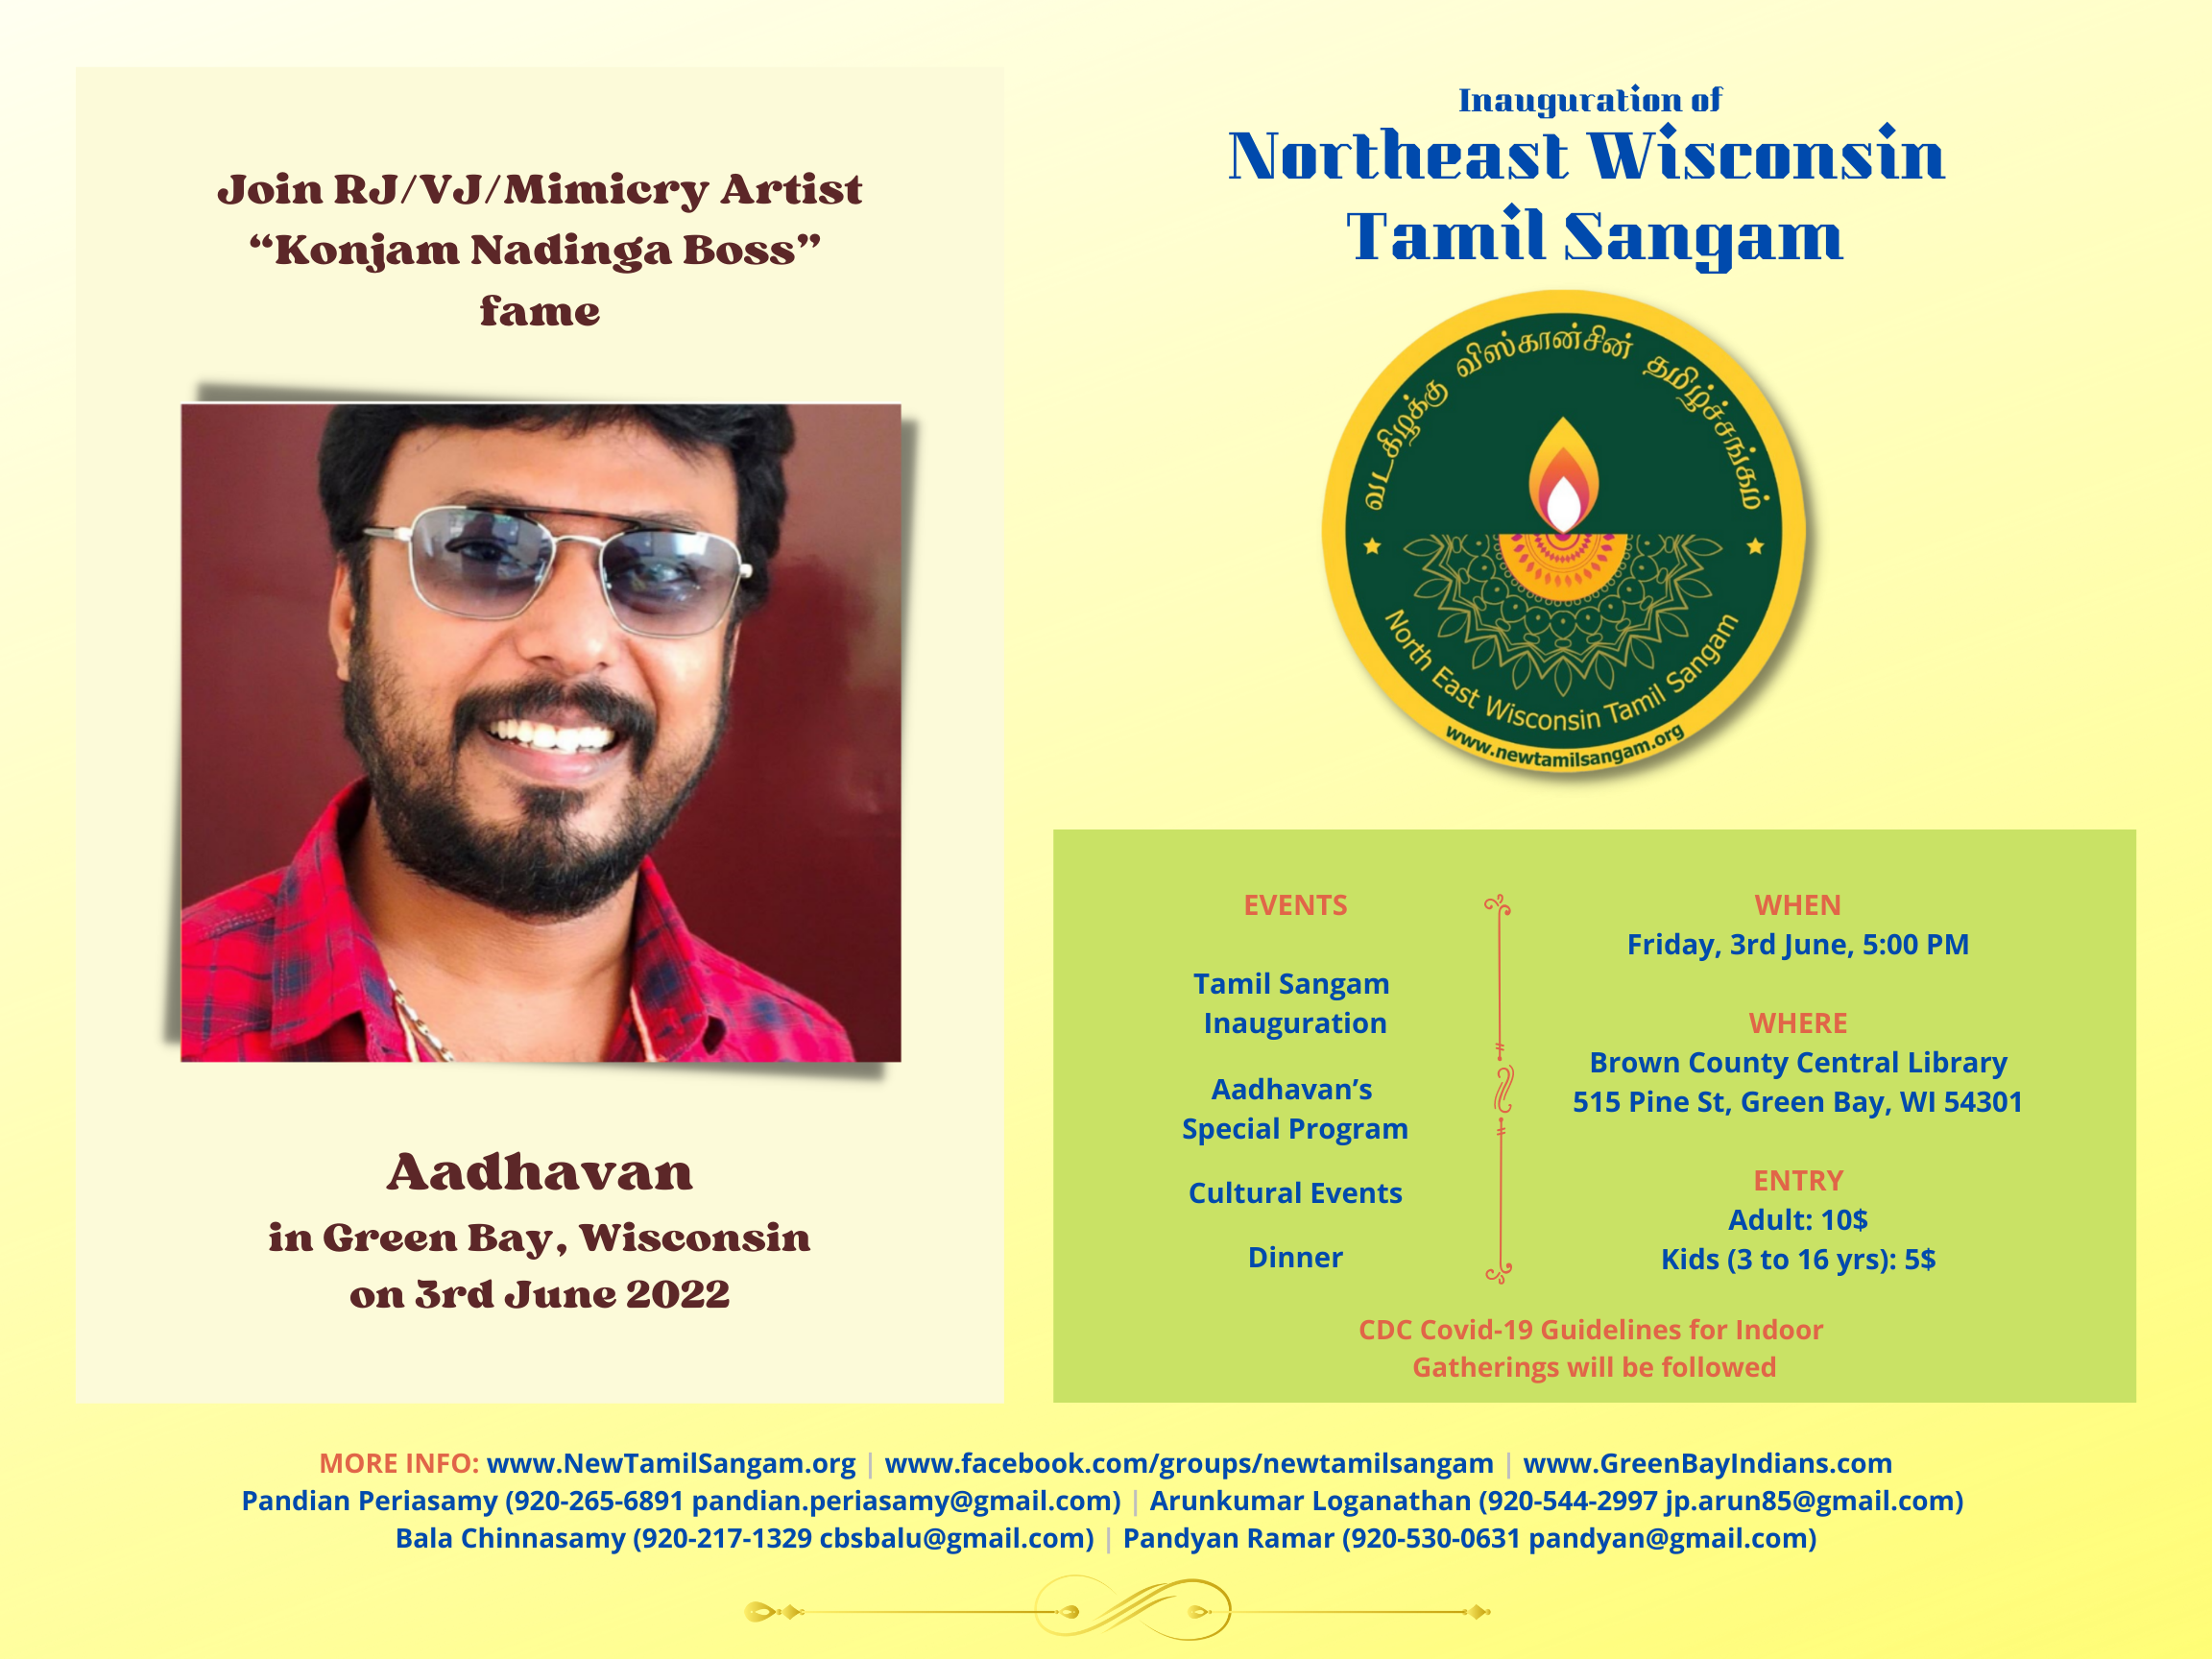 Join RJ/VJ/Mimicry Artist
“Konjam Nadinga Boss”
fame
Aadhavan
in Green Bay, Wisconsin
on 3rd June 2022
Inauguration of
Northeast Wisconsin
Tamil Sangam
வடகிழக்கு விஸ்கான்சின் தமிழ்ச்சங்கம்
North East Wisconsin Tamil Sangam
www.newtamilsangam.org
EVENTS
Tamil Sangam
Inauguration
Aadhavan’s
Special Program
Cultural Events
Dinner
WHEN
Friday, 3rd June, 5:00 PM
WHERE
Brown County Central Library
515 Pine St, Green Bay, WI 54301
ENTRY
Adult: 10$
Kids (3 to 16 yrs): 5$
CDC Covid-19 Guidelines for Indoor
Gatherings will be followed
MORE INFO: www.NewTamilSangam.org | www.facebook.com/groups/newtamilsangam | www.GreenBayIndians.com
Pandian Periasamy (920-265-6891 pandian.periasamy@gmail.com) | Arunkumar Loganathan (920-544-2997 jp.arun85@gmail.com)
Bala Chinnasamy (920-217-1329 cbsbalu@gmail.com) | Pandyan Ramar (920-530-0631 pandyan@gmail.com)